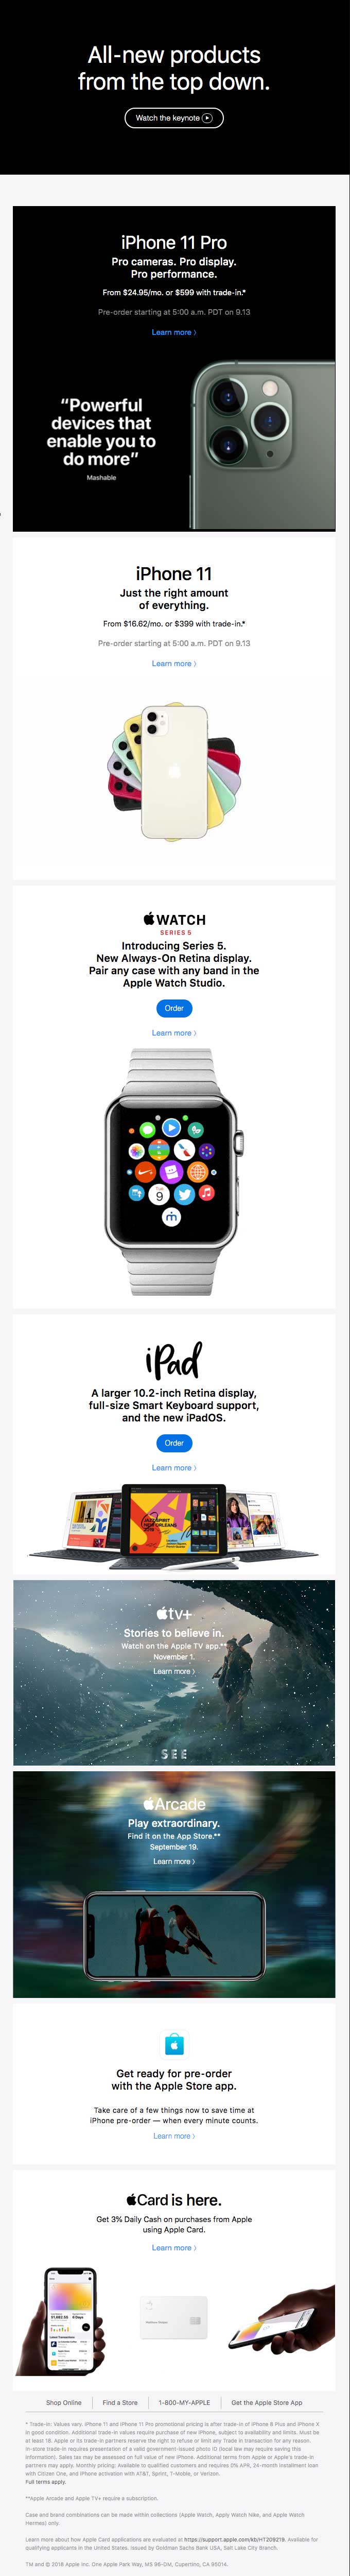 All-new products
from the top down.
Watch the keynote
iPhone 11 Pro
Pro cameras. Pro display.
Pro performance.
From $24.95/mo. or $599 with trade-in.*
Pre-order starting at 5:00 a.m. PDT on 9.13
Learn more 〉
“Powerful
devices that
enable you to
do more”
Mashable
iPhone 11
Just the right amount
of everything.
From $16.62/mo. or $399 with trade-in.*
Pre-order starting at 5:00 a.m. PDT on 9.13
Learn more 〉
WATCH
SERIES 5
Introducing Series 5.
New Always-On Retina display.
Pair any case with any band in the
Apple Watch Studio.
Order
Learn more 〉
9
iPad
A larger 10.2-inch Retina display,
full-size Smart Keyboard support,
and the new iPadOS.
Order
Learn more 〉
JAZZ SPIRIT
NEW ORLEANS
tv+
Stories to believe in.
Watch on the Apple TV app.**
November 1.
Learn more 〉
SEE
Arcade
Play extraordinary.
Find it on the App Store.**
September 19.
Learn more 〉
Get ready for pre-order
with the Apple Store app.
Take care of a few things now to save time at
iPhone pre-order — when every minute counts.
Learn more 〉
Card is here.
Get 3% Daily Cash on purchases from Apple
using Apple Card.
Learn more 〉
Shop Online
Find a Store
1-800-MY-APPLE
Get the Apple Store App
* Trade-in: Values vary. iPhone 11 and iPhone 11 Pro promotional pricing is after trade-in of iPhone 8 Plus and iPhone X
in good condition. Additional trade-in values require purchase of new iPhone, subject to availability and limits. Must be
at least 18. Apple or its trade-in partners reserve the right to refuse or limit any Trade in transaction for any reason.
In-store trade-in requires presentation of a valid government-issued photo ID (local law may require saving this
information). Sales tax may be assessed on full value of new iPhone. Additional terms from Apple or Apple's trade-in
partners may apply. Monthly pricing: Available to qualified customers and requires 0% APR, 24-month installment loan
with Citizen One, and iPhone activation with AT&T, Sprint, T-Mobile, or Verizon.
Full terms apply.
**Apple Arcade and Apple TV+ require a subscription.
Case and brend combinations can be made within collections (Apple Watch, Apply Watch Nike, and Apple Watch
Hermes) only.
Learn more about how Apple Card applications are evaluated at https://support.apple.com/kb/HT209218. Available for
qualifying applicants in the United States. Issued by Goldman Sachs Bank USA, Salt Lake City Branch.
TM and © 2019 Apple Inc. One Apple Park Way, MS 96-DM, Cupertino, CA 95014.